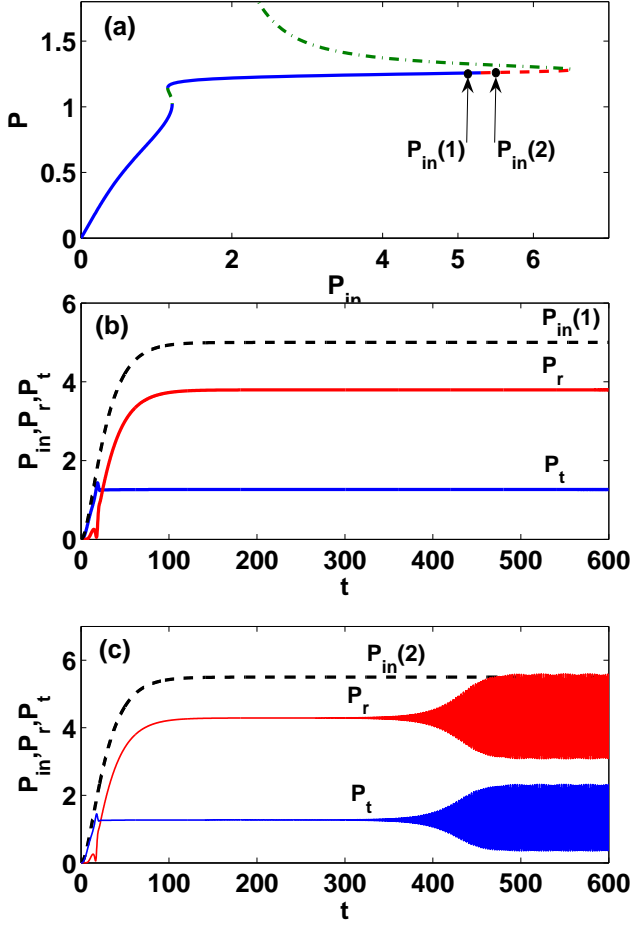 (a)
P
1.5
1
0.5
0
P_in(1) P_in(2)
0 2 4 5 6
P_in
(b)
P_in(1)
P_r
P_t
P_in,P_r,P_t
6
4
2
0
0 100 200 300 400 500 600
t
(c)
P_in(2)
P_r
P_t
P_in,P_r,P_t
6
4
2
0
0 100 200 300 400 500 600
t